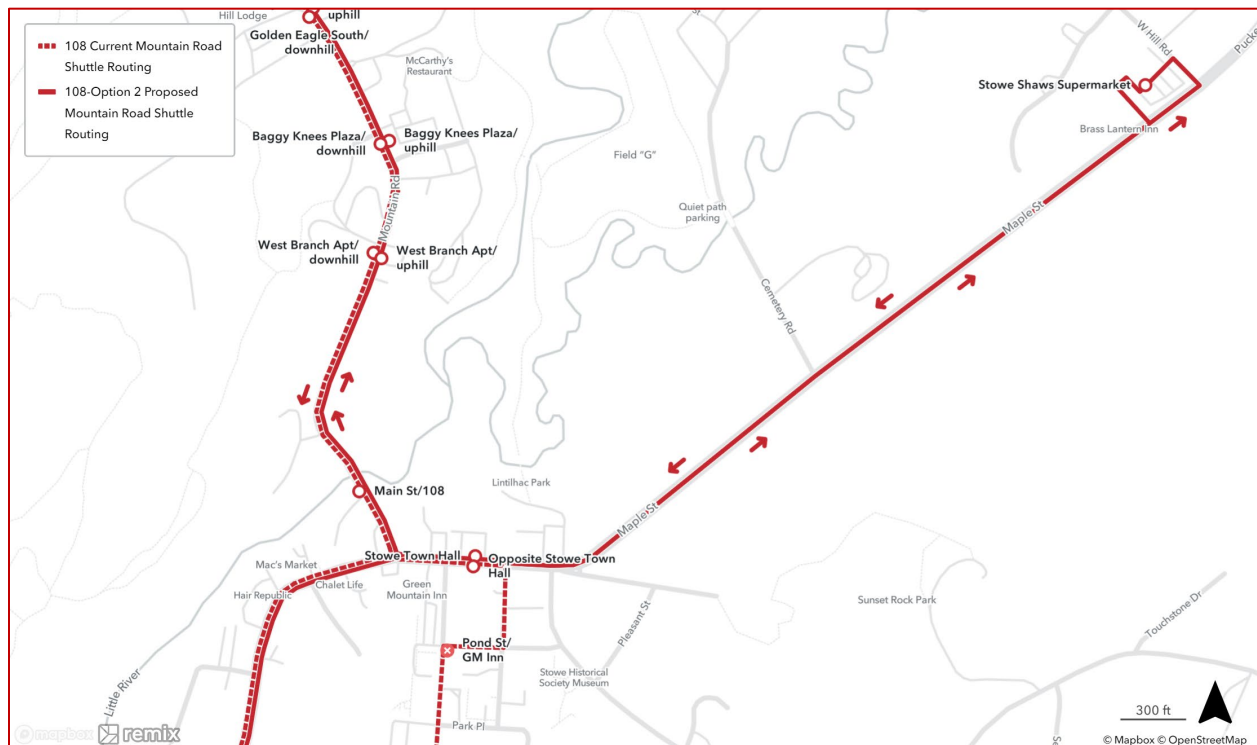 108 Current Mountain Road
Shuttle Routing
108-Option 2 Proposed
Mountain Road Shuttle
Routing
Hill Lodge
uphill
Golden Eagle South/
downhill
McCarthy's
Restaurant
W Hill Rd
Stowe Shaws Supermarket
Brass Lantern Inn
Baggy Knees Plaza/
downhill
Baggy Knees Plaza/
uphill
Field "G"
Mountain Rd
Quiet path
parking
Maple St
West Branch Apt/
downhill
West Branch Apt/
uphill
Cemetery Rd
Main St/108
Lintilhac Park
Maple St
Stowe Town Hall
Opposite Stowe Town
Hall
Mac's Market
Chalet Life
Hair Republic
Green
Mountain Inn
Pleasant St
Sunset Rock Park
Touchstone Dr
Pond St/
GM Inn
Stowe Historical
Society Museum
Little River
Park Pl
300 ft
mapbox remix
© Mapbox © OpenStreetMap